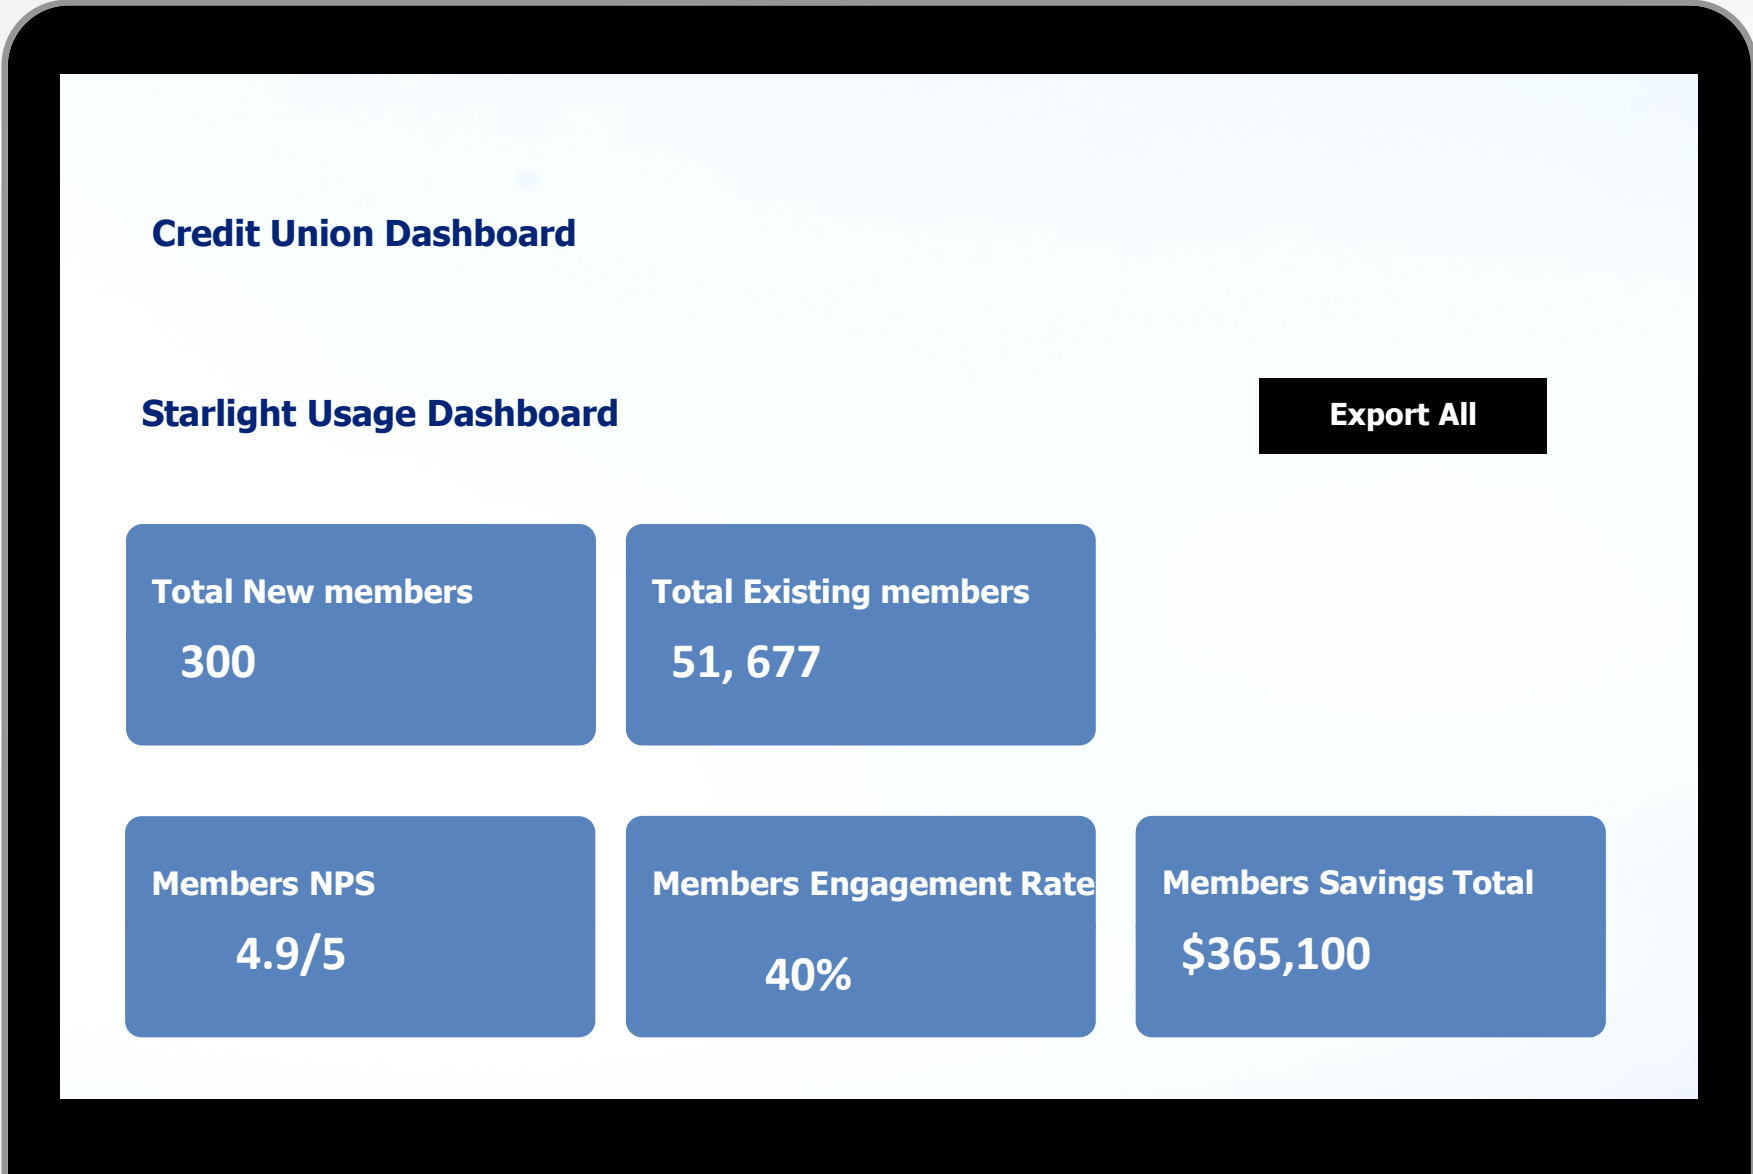 Credit Union Dashboard
Starlight Usage Dashboard
Export All
Total New members
300
Total Existing members
51, 677
Members NPS
4.9/5
Members Engagement Rate
40%
Members Savings Total
$365,100